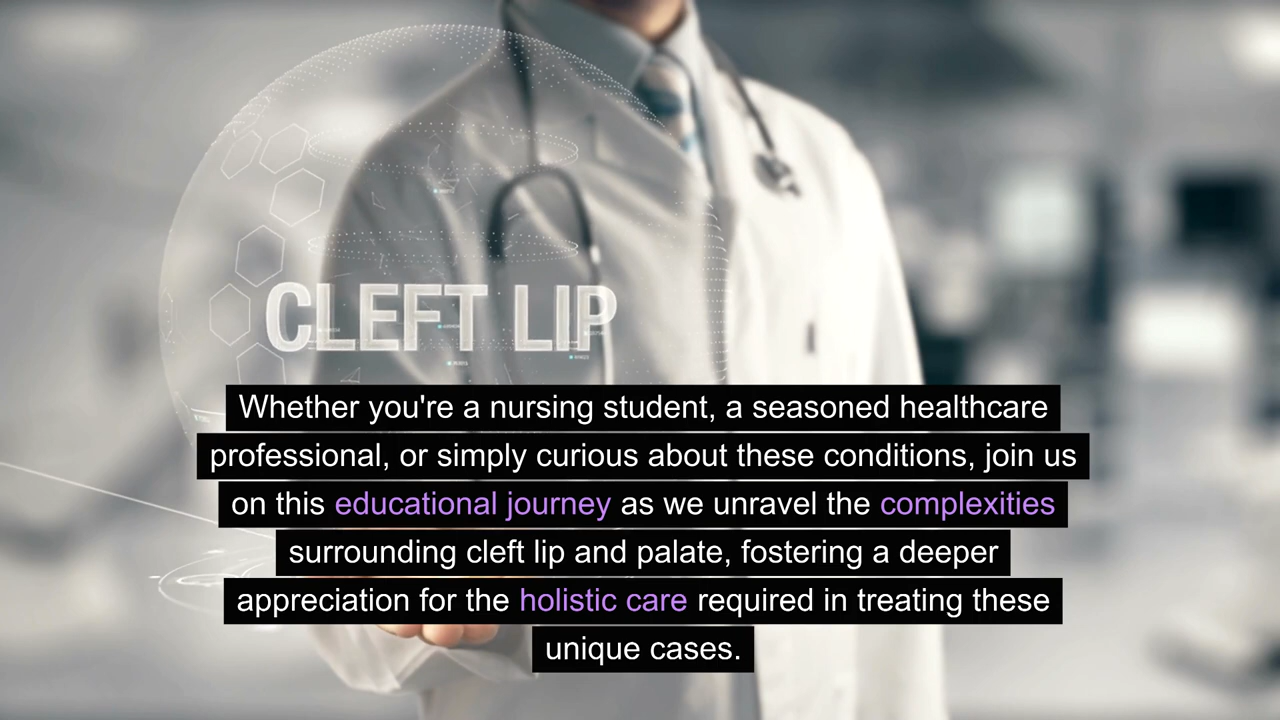 CLEFT LIP
Whether you're a nursing student, a seasoned healthcare
professional, or simply curious about these conditions, join us
on this educational journey as we unravel the complexities
surrounding cleft lip and palate, fostering a deeper
appreciation for the holistic care required in treating these
unique cases.